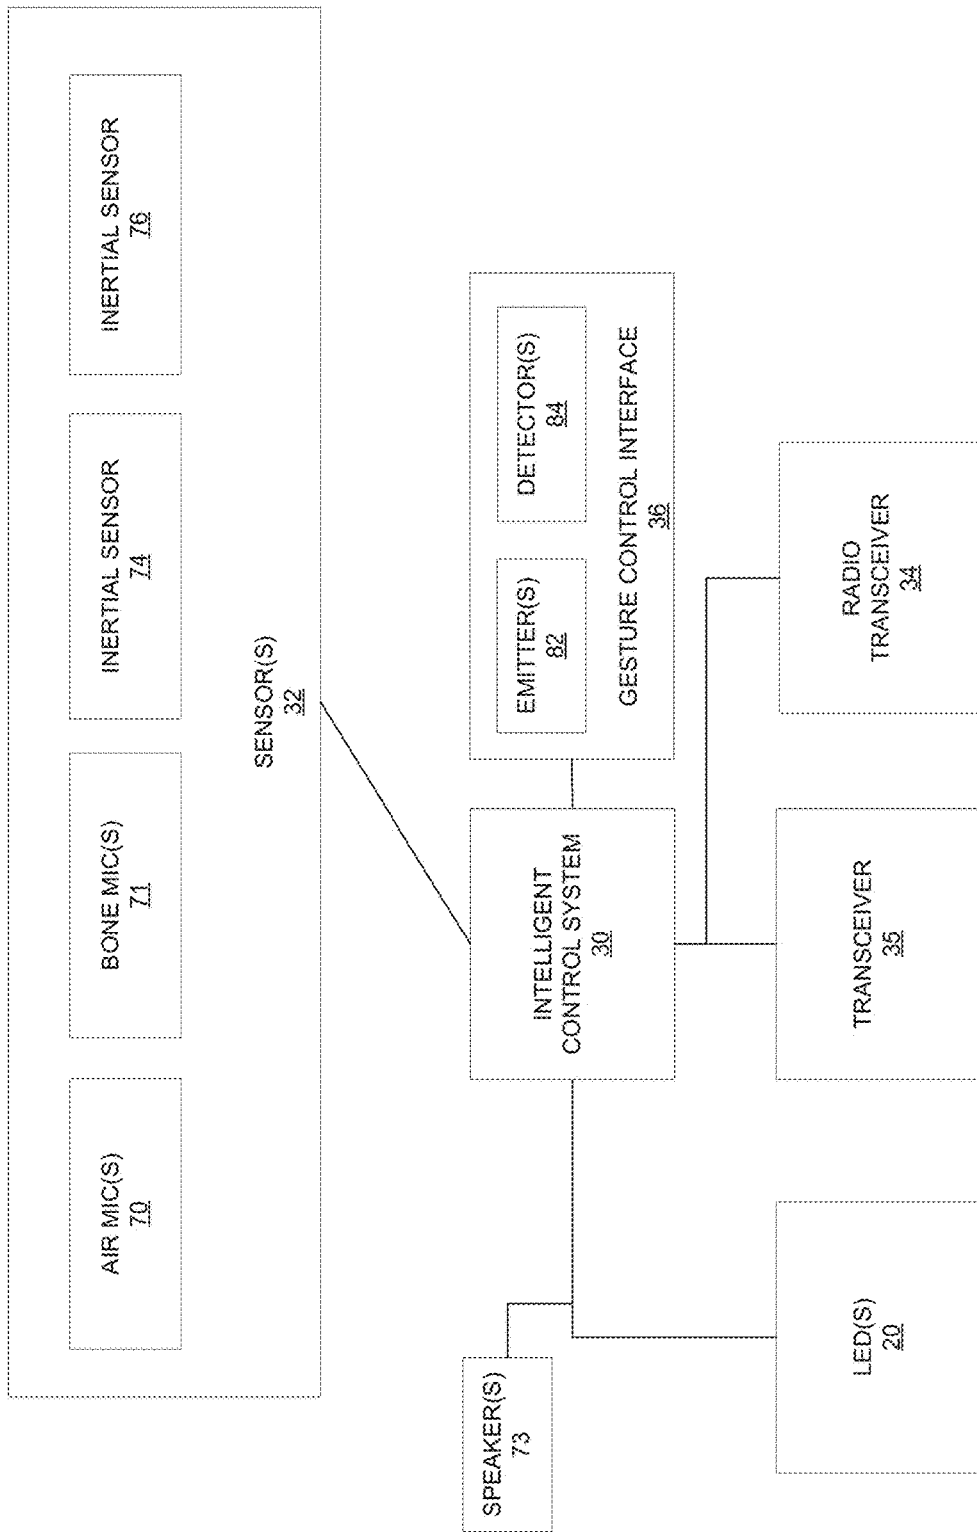 AIR MIC(S)
70
BONE MIC(S)
71
INERTIAL SENSOR
74
INERTIAL SENSOR
76
SENSOR(S)
32
SPEAKER(S)
73
INTELLIGENT
CONTROL SYSTEM
30
EMITTER(S)
82
DETECTOR(S)
84
GESTURE CONTROL INTERFACE
36
LED(S)
20
TRANSCEIVER
35
RADIO
TRANSCEIVER
34